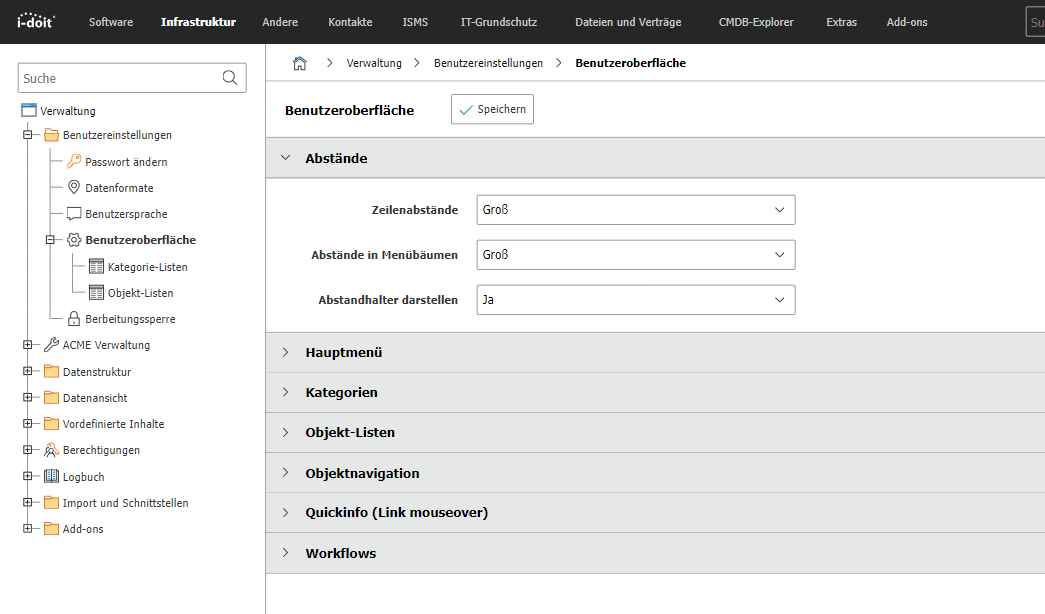 i-doit Software Infrastruktur Andere Kontakte ISMS IT-Grundschutz Dateien und Verträge CMDB-Explorer Extras Add-ons Su
Suche
Verwaltung
Benutzereinstellungen
Passwort ändern
Datenformate
Benutzersprache
Benutzeroberfläche
Kategorie-Listen
Objekt-Listen
Berbeitungssperre
ACME Verwaltung
Datenstruktur
Datenansicht
Vordefinierte Inhalte
Berechtigungen
Logbuch
Import und Schnittstellen
Add-ons
Verwaltung Benutzereinstellungen Benutzeroberfläche
Benutzeroberfläche Speichern
Abstände
Zeilenabstände Groß
Abstände in Menübäumen Groß
Abstandhalter darstellen Ja
Hauptmenü
Kategorien
Objekt-Listen
Objektnavigation
Quickinfo (Link mouseover)
Workflows